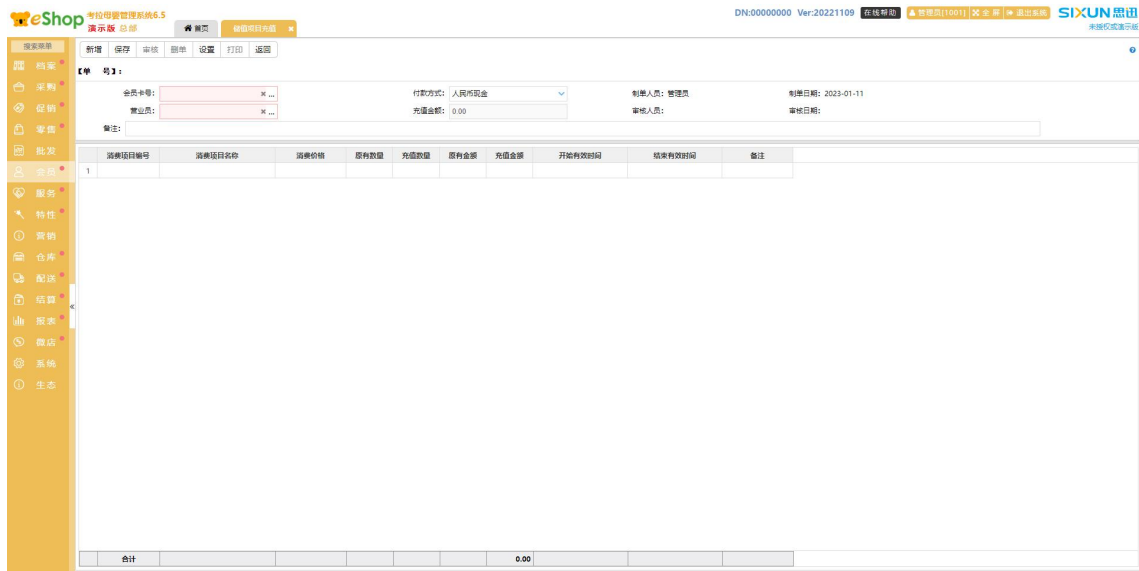 eShop 考拉母婴管理系统6.5
演示版 总部
首页 储值项目充值
DN:00000000 Ver:20221109 在线帮助 管理员[1001] 全 屏 退出系统 SIXUN思迅
未授权或演示版
搜索菜单
档案
采购
促销
零售
批发
会员
服务
特性
营销
仓库
配送
结算
报表
微店
系统
生态
新增 保存 审核 删单 设置 打印 返回
【单 号】:
会员卡号: ... 付款方式: 人民币现金 制单人员: 管理员 制单日期: 2023-01-11
营业员: ... 充值金额: 0.00 审核人员: 审核日期:
备注:
消费项目编号 消费项目名称 消费价格 原有数量 充值数量 原有金额 充值金额 开始有效时间 结束有效时间 备注
1
合计 0.00